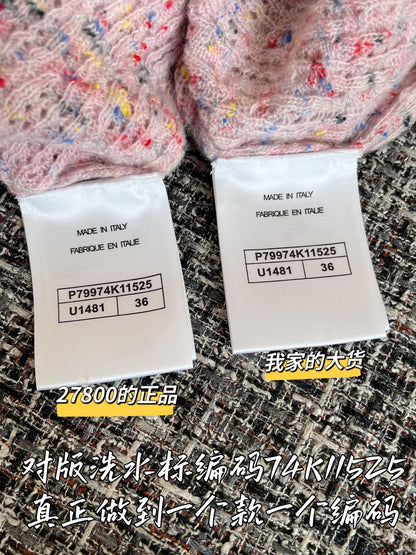 MADE IN ITALY
FABRIQUE EN ITALIE
P79974K11525
U1481 36
27800的正品
MADE IN ITALY
FABRIQUE EN ITALIE
P79974K11525
U1481 36
我家的大货
对版洗水标编码74K11525
真正做到一个款一个编码